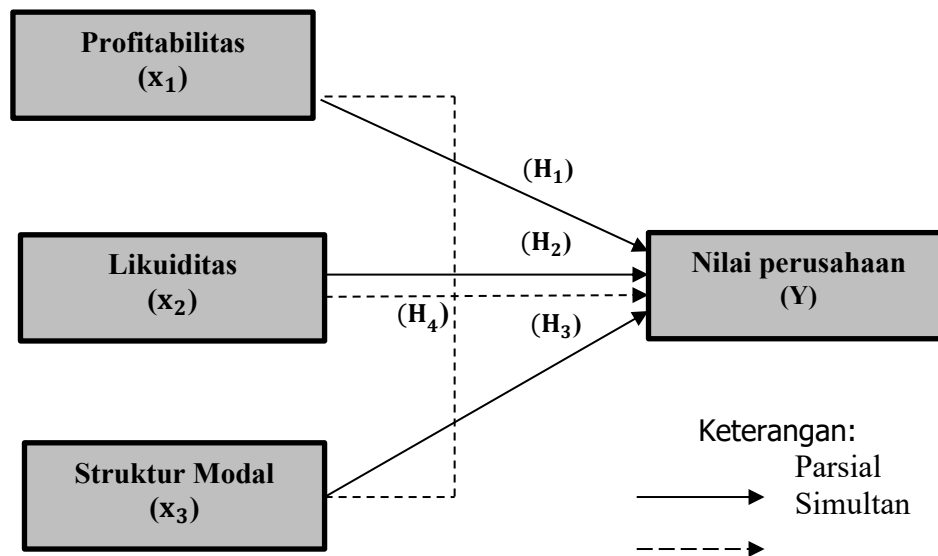 Profitabilitas
(x₁)
(H₁)
Likuiditas
(x₂)
(H₂)
(H₄)
(H₃)
Nilai perusahaan
(Y)
Struktur Modal
(x₃)
Keterangan:
Parsial
Simultan